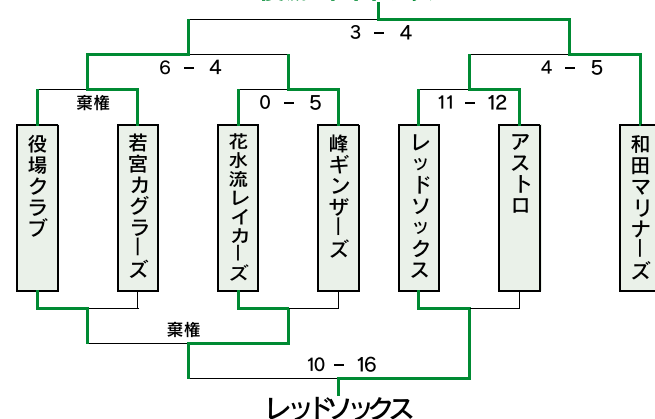 3 － 4
6 － 4
4 － 5
棄権
0 － 5
11 － 12
役場クラブ
若宮カグラーズ
花水流レイカーズ
峰ギンザーズ
レッドソックス
アストロ
和田マリナーズ
棄権
10 － 16
レッドソックス